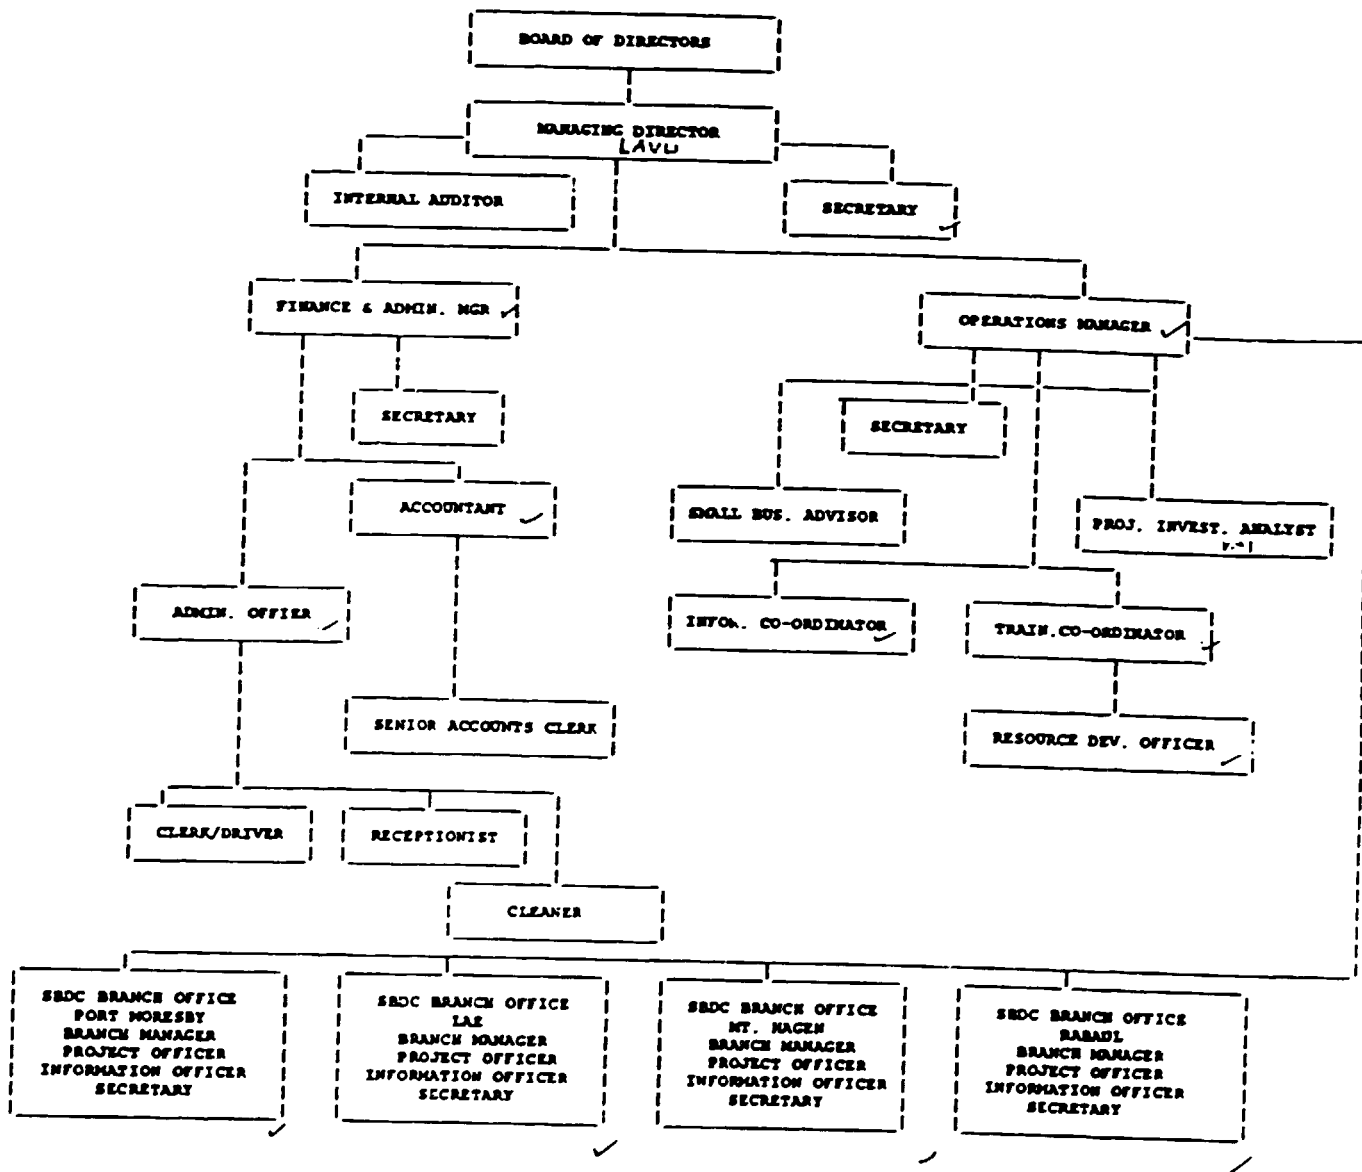 BOARD OF DIRECTORS
MANAGING DIRECTOR
LAVU
INTERNAL AUDITOR
SECRETARY
FINANCE & ADMIN. MGR
OPERATIONS MANAGER
SECRETARY
SECRETARY
ACCOUNTANT
SMALL BUS. ADVISOR
PROJ. INVEST. ANALYST
ADMIN. OFFIER
INFOR. CO-ORDINATOR
TRAIN.CO-ORDINATOR
SENIOR ACCOUNTS CLERK
RESOURCE DEV. OFFICER
CLERK/DRIVER
RECEPTIONIST
CLEANER
SBDC BRANCH OFFICE
PORT MORESBY
BRANCH MANAGER
PROJECT OFFICER
INFORMATION OFFICER
SECRETARY
SBDC BRANCH OFFICE
LAE
BRANCH MANAGER
PROJECT OFFICER
INFORMATION OFFICER
SECRETARY
SBDC BRANCH OFFICE
MT. HAGEN
BRANCH MANAGER
PROJECT OFFICER
INFORMATION OFFICER
SECRETARY
SBDC BRANCH OFFICE
RABAUL
BRANCH MANAGER
PROJECT OFFICER
INFORMATION OFFICER
SECRETARY